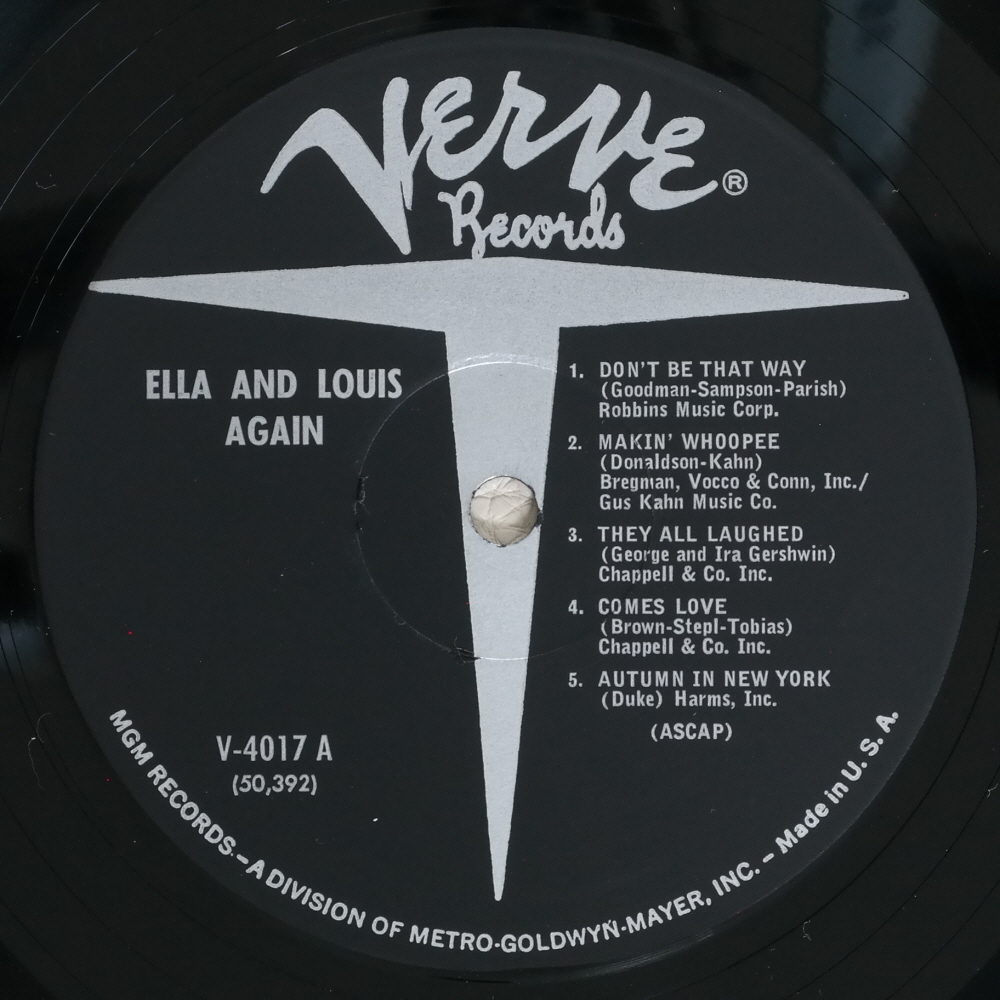 Verve®
Records
ELLA AND LOUIS
AGAIN
1. DON'T BE THAT WAY
(Goodman-Sampson-Parish)
Robbins Music Corp.
2. MAKIN' WHOOPEE
(Donaldson-Kahn)
Bregman, Vocco & Conn, Inc./
Gus Kahn Music Co.
3. THEY ALL LAUGHED
(George and Ira Gershwin)
Chappell & Co. Inc.
4. COMES LOVE
(Brown-Stepl-Tobias)
Chappell & Co. Inc.
5. AUTUMN IN NEW YORK
(Duke) Harms, Inc.
(ASCAP)
V-4017 A
(50,392)
MGM RECORDS – A DIVISION OF METRO-GOLDWYN-MAYER, INC. – Made in U. S. A.